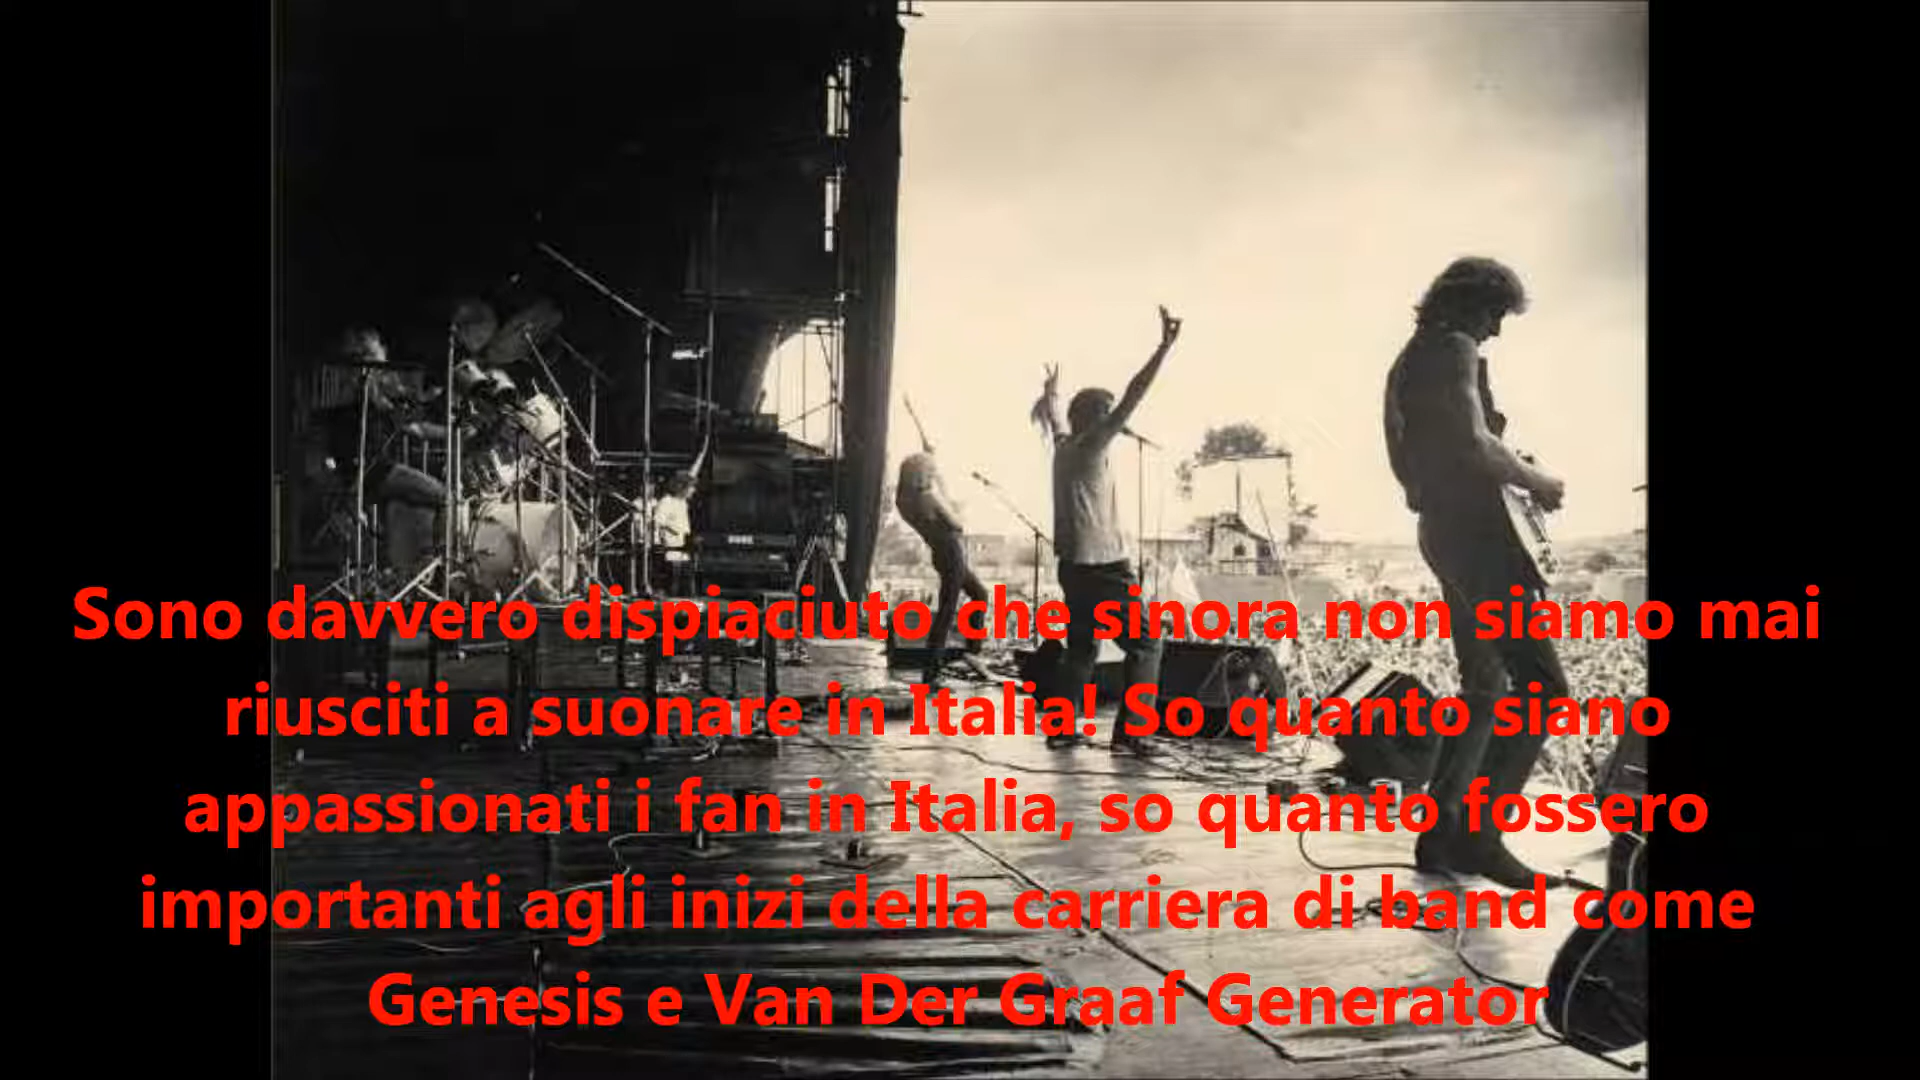 Sono davvero dispiaciuto che sinora non siamo mai
riusciti a suonare in Italia! So quanto siano
appassionati i fan in Italia, so quanto fossero
importanti agli inizi della carriera di band come
Genesis e Van Der Graaf Generator